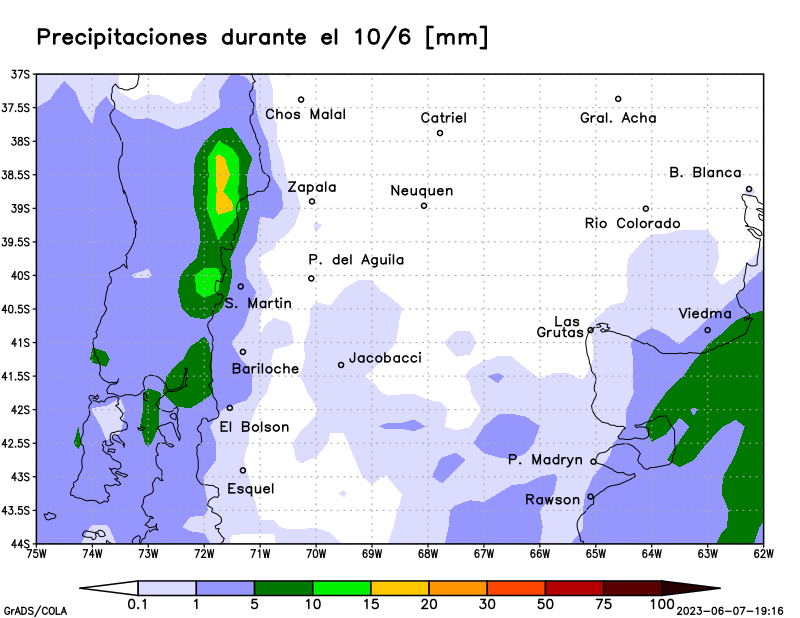 Precipitaciones durante el 10/6 [mm]
37S
37.5S
38S
38.5S
39S
39.5S
40S
40.5S
41S
41.5S
42S
42.5S
43S
43.5S
44S
Chos Malal
Catriel
Gral. Acha
B. Blanca
Zapala
Neuquen
Rio Colorado
P. del Aguila
S. Martin
Las
Grutas
Viedma
Bariloche
Jacobacci
El Bolson
P. Madryn
Esquel
Rawson
75W 74W 73W 72W 71W 70W 69W 68W 67W 66W 65W 64W 63W 62W
0.1 1 5 10 15 20 30 50 75 100
GrADS/COLA
2023-06-07-19:16